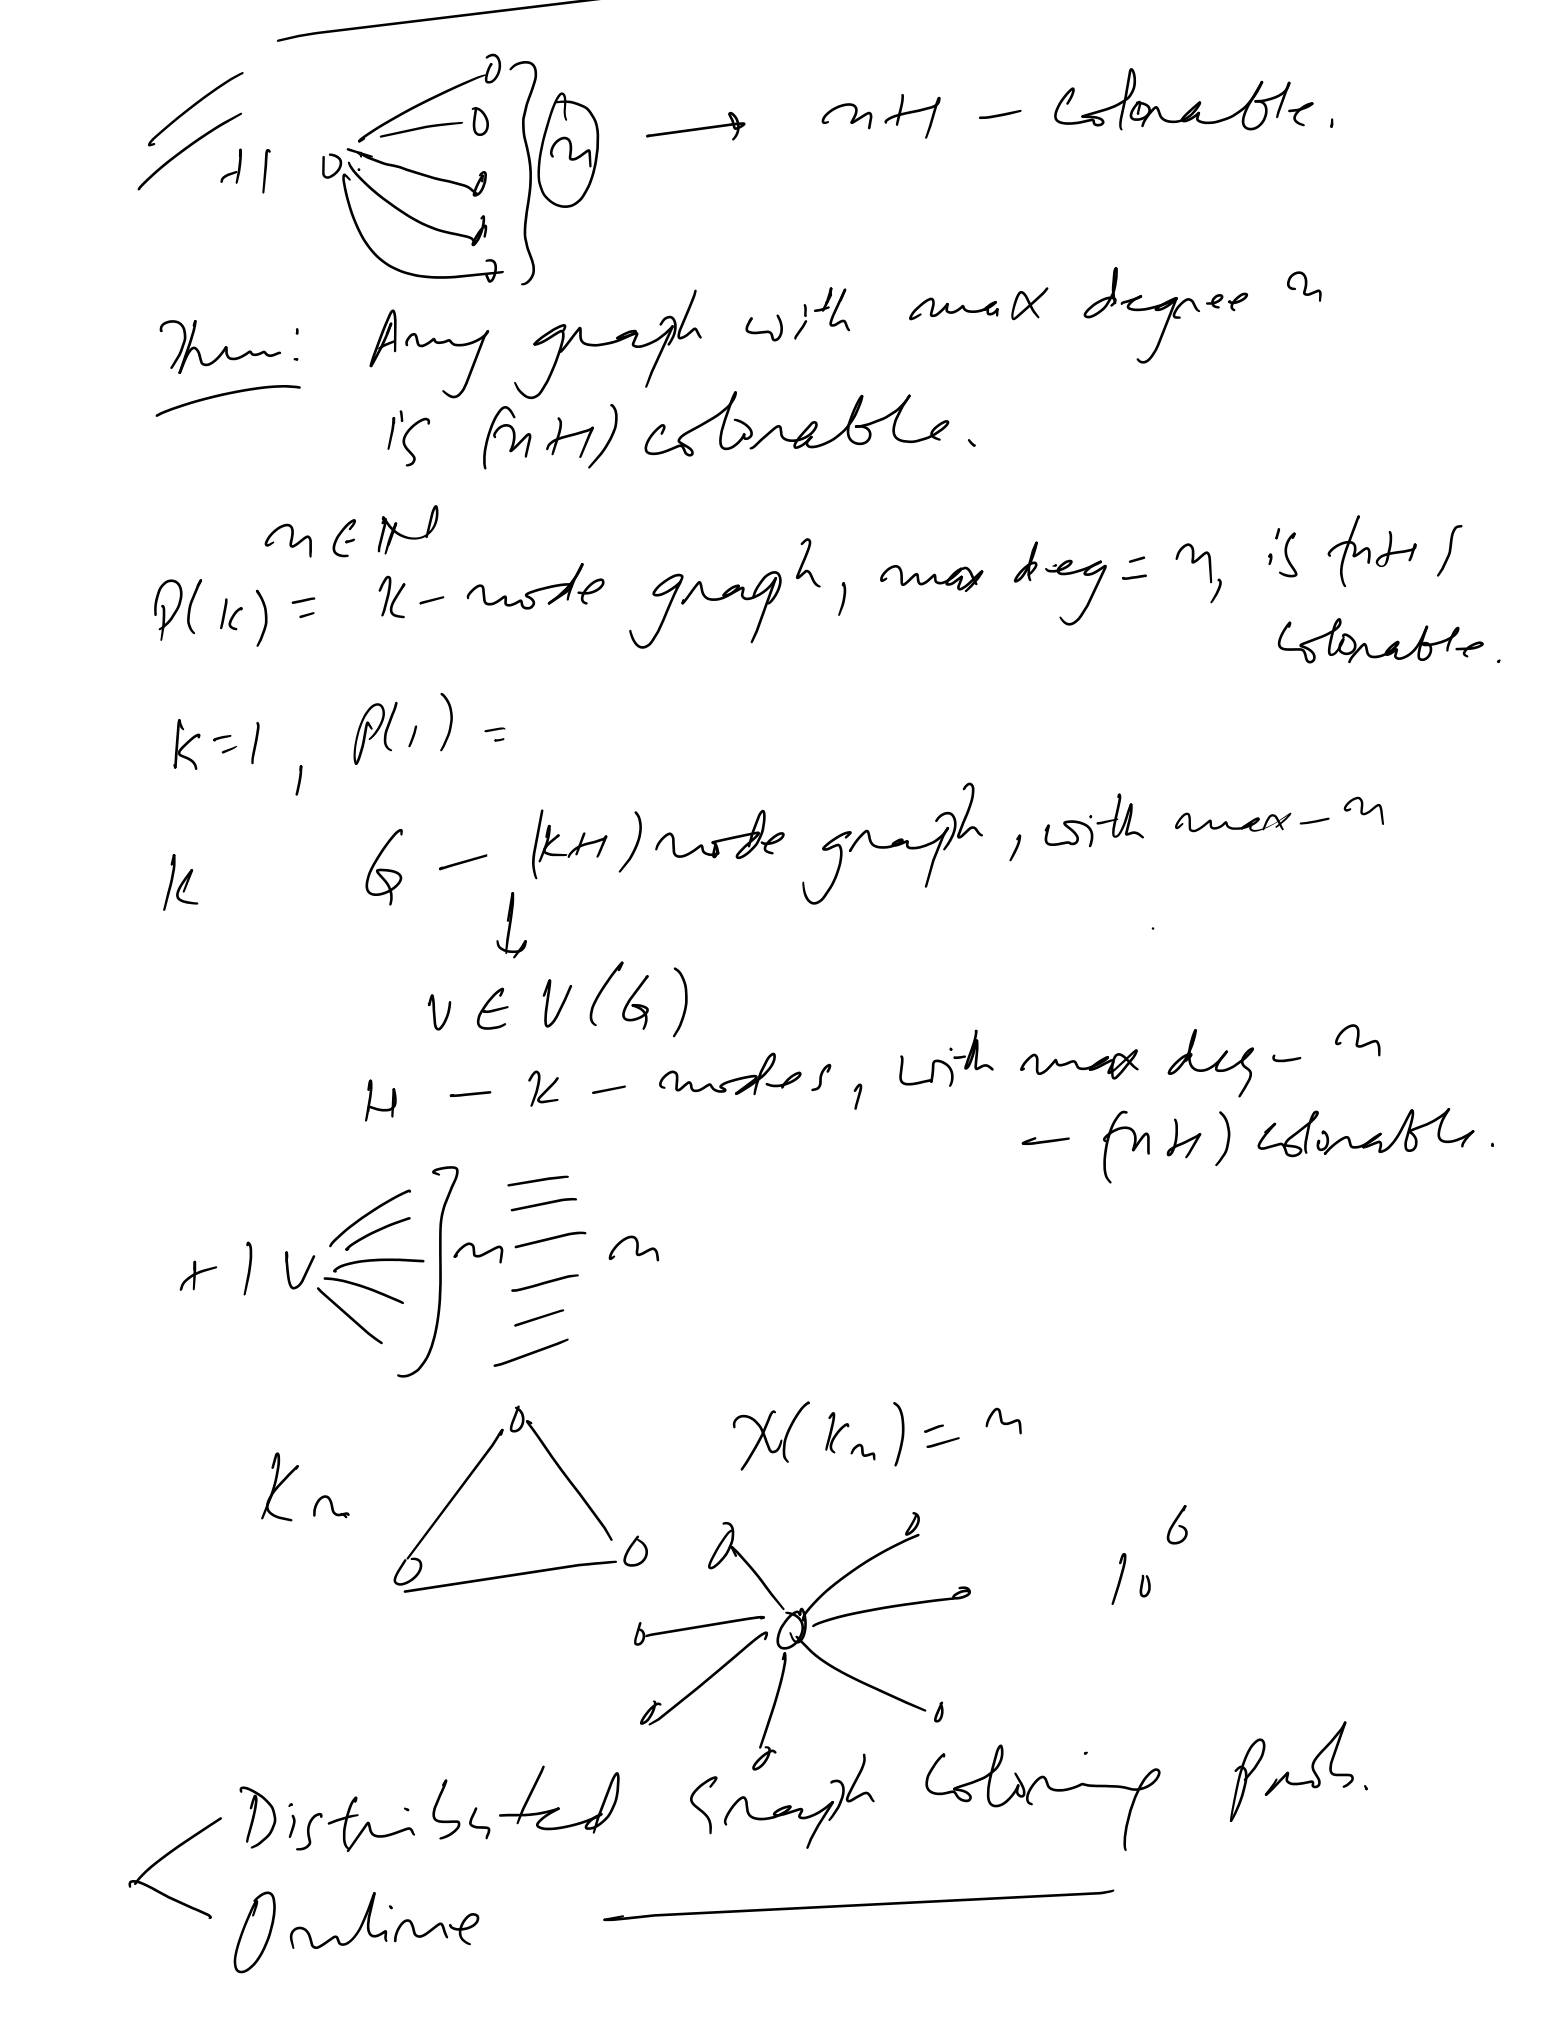 +1 n → n+1 - colorable.
Thm: Any graph with max degree n
is (n+1) colorable.
n ∈ N
P(k) = k-node graph, max deg = n, is n+1
colorable.
k=1, P(1) =
k G - (k+1) node graph, with max - n
↓
v ∈ V(G)
H - k - nodes, with max deg - n
- (n+1) colorable.
+1 v n n
Kn χ(Kn) = n
10^6
Distributed Graph Coloring Prob.
Online